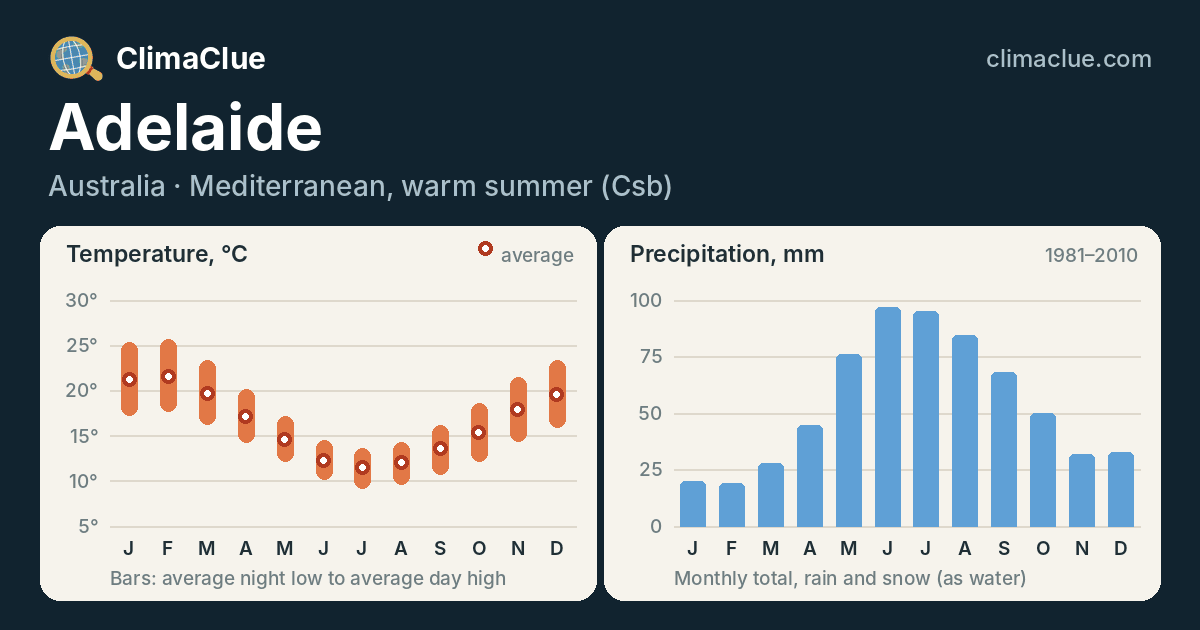 ClimaClue
climaclue.com
Adelaide
Australia · Mediterranean, warm summer (Csb)
Temperature, °C
average
30°
25°
20°
15°
10°
5°
J F M A M J J A S O N D
Bars: average night low to average day high
Precipitation, mm
1981–2010
100
75
50
25
0
J F M A M J J A S O N D
Monthly total, rain and snow (as water)